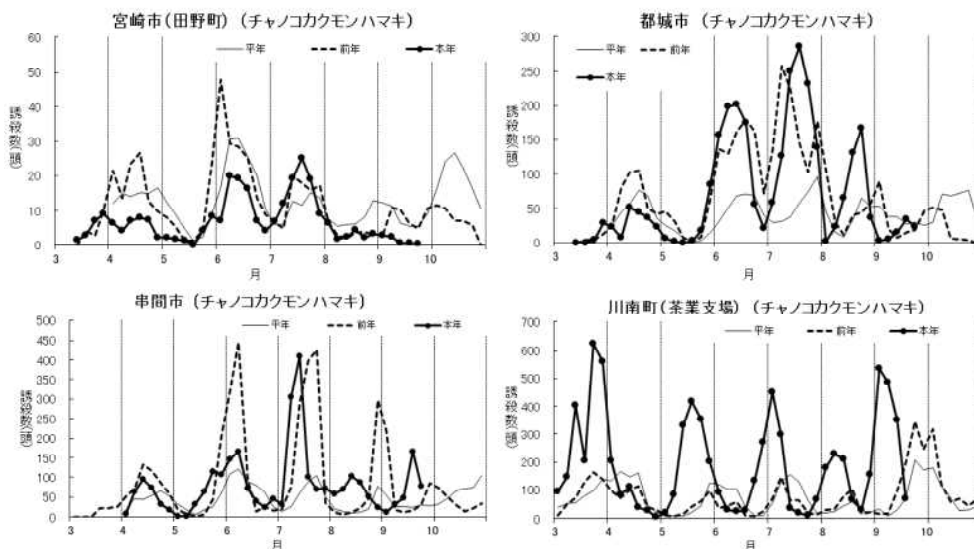 宮崎市(田野町) (チャノコカクモンハマキ)
平年 前年 本年
60
50
40
30
20
10
0
誘殺数(頭)
3 4 5 6 7 8 9 10
月
都城市 (チャノコカクモンハマキ)
平年 前年
本年
300
250
200
150
100
50
0
誘殺数(頭)
3 4 5 6 7 8 9 10
月
串間市 (チャノコカクモンハマキ)
平年 前年 本年
500
450
400
350
300
250
200
150
100
50
0
誘殺数(頭)
3 4 5 6 7 8 9 10
月
川南町(茶業支場) (チャノコカクモンハマキ)
平年 前年 本年
700
600
500
400
300
200
100
0
誘殺数(頭)
3 4 5 6 7 8 9 10
月